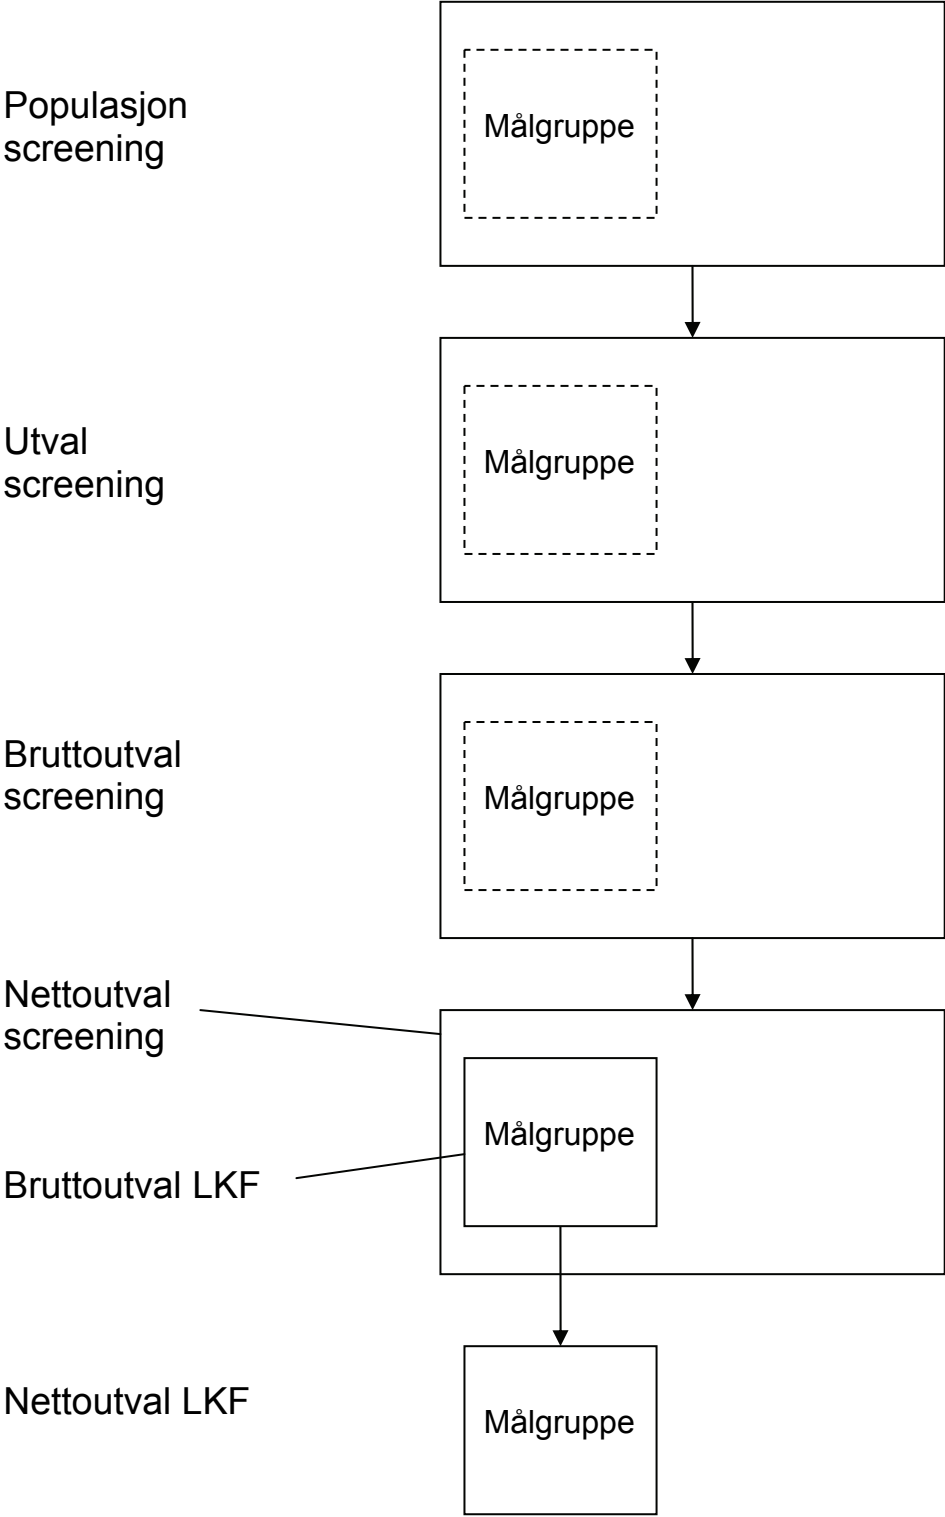 Populasjon
screening
Målgruppe
Utval
screening
Målgruppe
Bruttoutval
screening
Målgruppe
Nettoutval
screening
Målgruppe
Bruttoutval LKF
Nettoutval LKF
Målgruppe